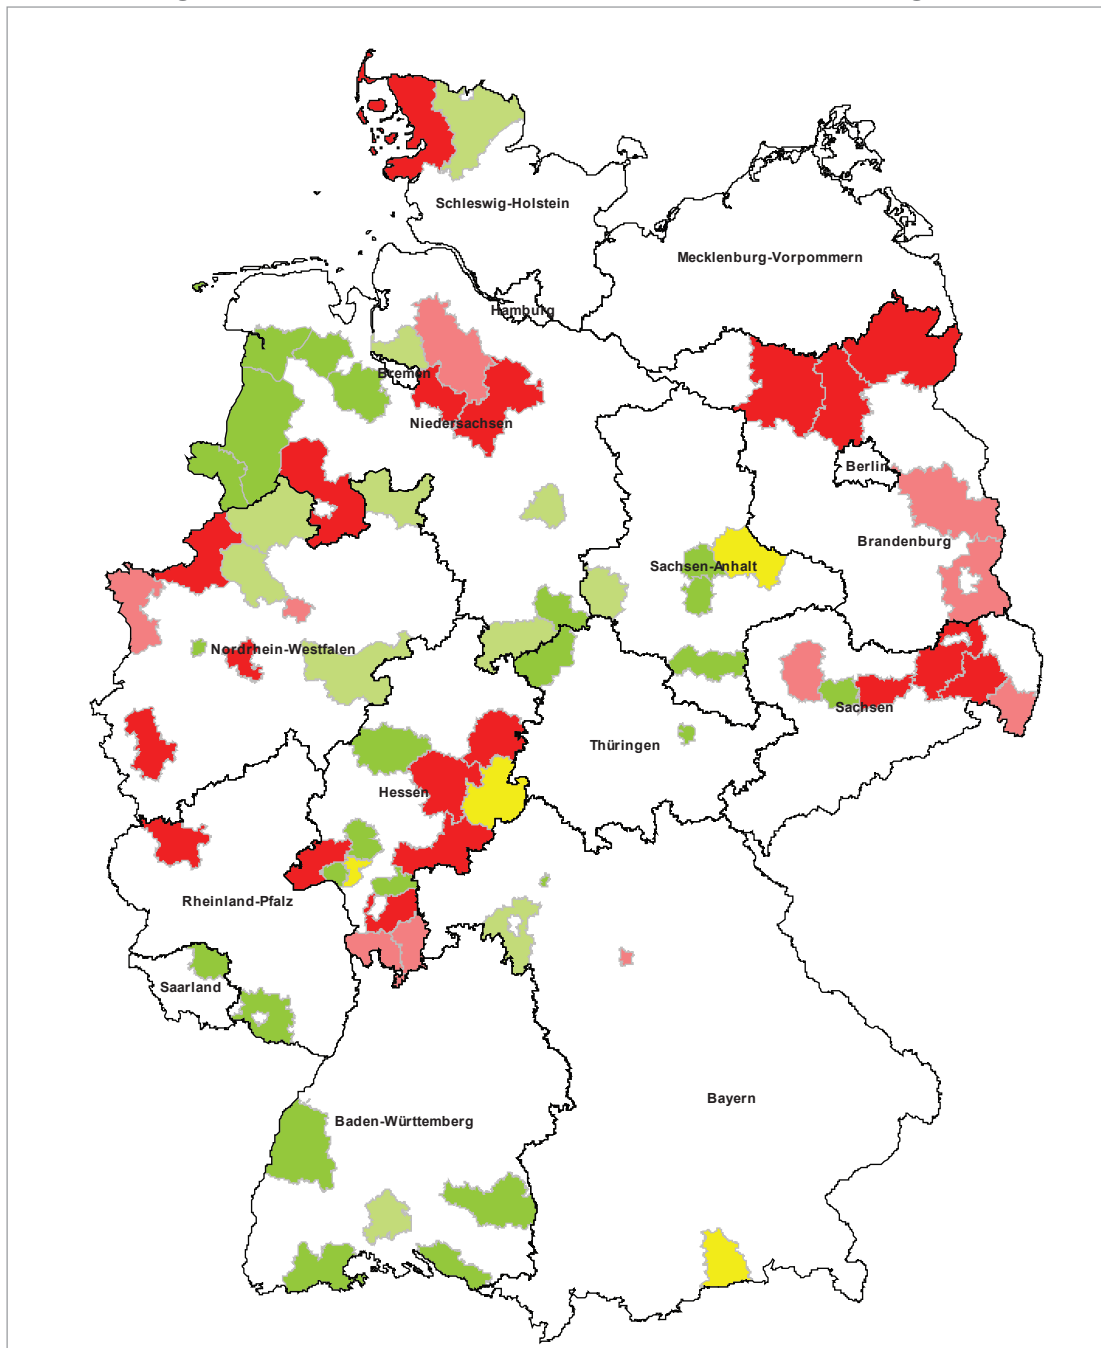 Schleswig-Holstein
Mecklenburg-Vorpommern
Hamburg
Bremen
Niedersachsen
Berlin
Brandenburg
Sachsen-Anhalt
Nordrhein-Westfalen
Sachsen
Thüringen
Hessen
Rheinland-Pfalz
Saarland
Bayern
Baden-Württemberg